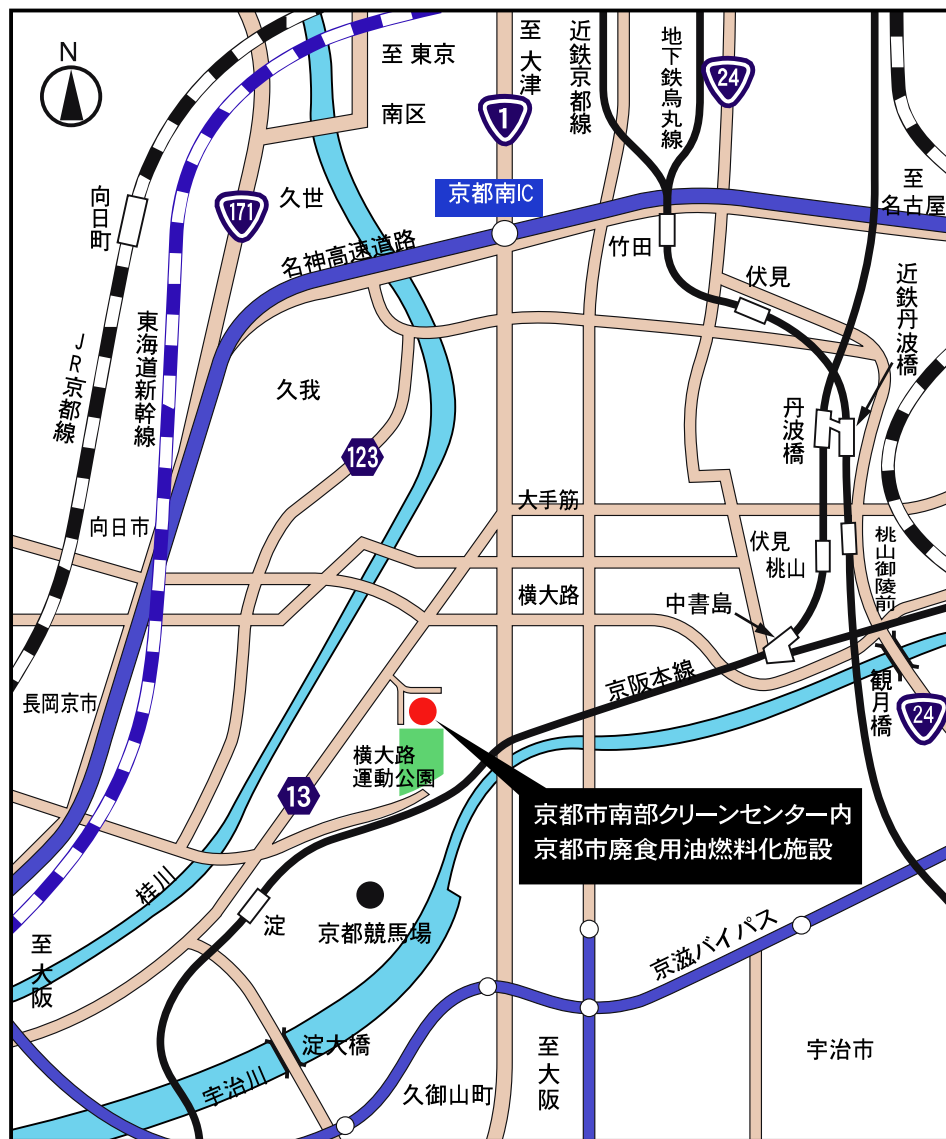 N
至 東京
南区
至大津
近鉄京都線
地下鉄烏丸線
24
1
向日町
171
久世
京都南IC
至
名古屋
名神高速道路
竹田
伏見
近鉄丹波橋
JR京都線
東海道新幹線
久我
丹波橋
123
向日市
大手筋
伏見
桃山
桃山御陵前
横大路
中書島
長岡京市
京阪本線
観月橋
24
横大路
運動公園
13
京都市南部クリーンセンター内
京都市廃食用油燃料化施設
桂川
淀
京都競馬場
至大阪
京滋バイパス
淀大橋
至大阪
宇治市
宇治川
久御山町